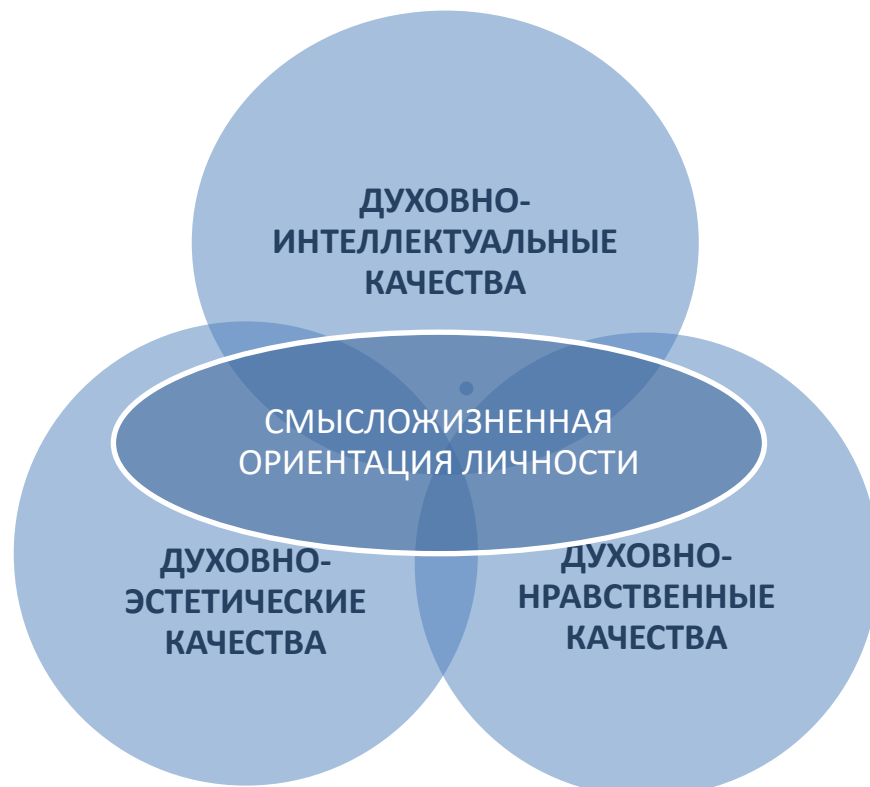 ДУХОВНО-
ИНТЕЛЛЕКТУАЛЬНЫЕ
КАЧЕСТВА
СМЫСЛОЖИЗНЕННАЯ
ОРИЕНТАЦИЯ ЛИЧНОСТИ
ДУХОВНО-
ЭСТЕТИЧЕСКИЕ
КАЧЕСТВА
ДУХОВНО-
НРАВСТВЕННЫЕ
КАЧЕСТВА